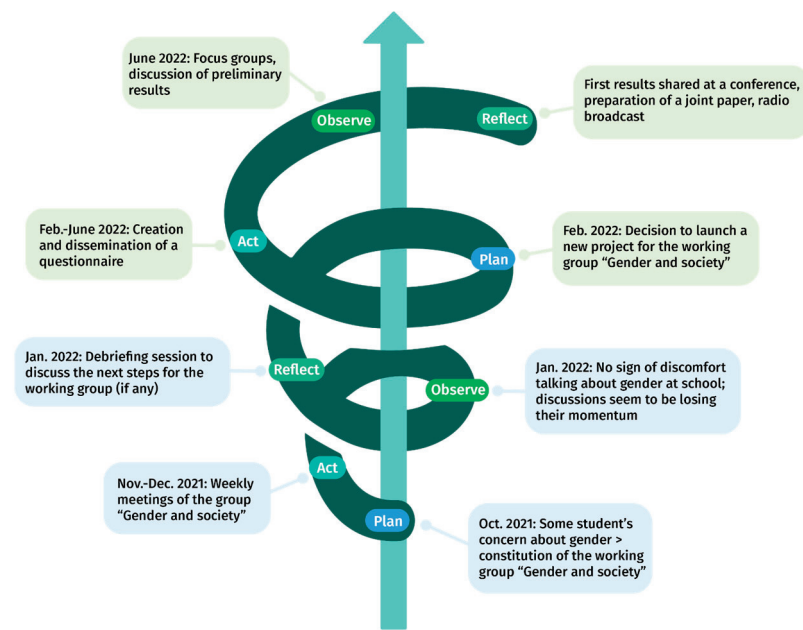 June 2022: Focus groups,
discussion of preliminary
results
First results shared at a conference,
preparation of a joint paper, radio
broadcast
Observe
Reflect
Feb.-June 2022: Creation
and dissemination of a
questionnaire
Act
Plan
Feb. 2022: Decision to launch a
new project for the working
group “Gender and society”
Jan. 2022: Debriefing session to
discuss the next steps for the
working group (if any)
Reflect
Observe
Jan. 2022: No sign of discomfort
talking about gender at school;
discussions seem to be losing
their momentum
Nov.-Dec. 2021: Weekly
meetings of the group
“Gender and society”
Act
Plan
Oct. 2021: Some student’s
concern about gender >
constitution of the working
group “Gender and society”